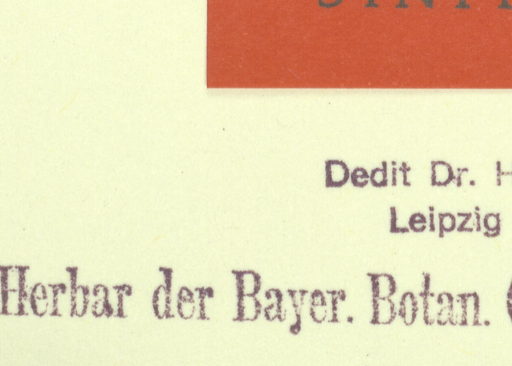 Dedit Dr.
Leipzig
Herbar der Bayer. Botan.